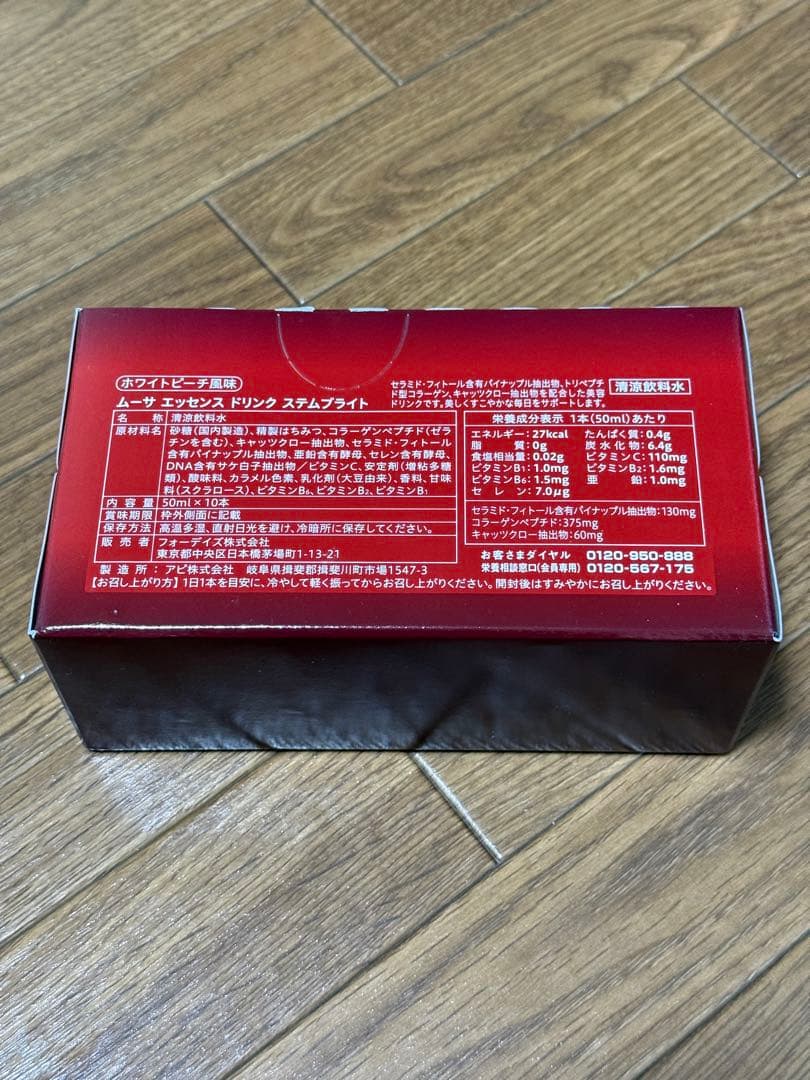 ホワイトピーチ風味
ムーサ エッセンス ドリンク ステムブライト
セラミド・フィトール含有パイナップル抽出物、トリペプチ
ド型コラーゲン、キャッツクロー抽出物を配合した美容
ドリンクです。美しくすこやかな毎日をサポートします。
清涼飲料水
名 称 清涼飲料水
原材料名 砂糖(国内製造)、精製はちみつ、コラーゲンペプチド(ゼラ
チンを含む)、キャッツクロー抽出物、セラミド・フィトール
含有パイナップル抽出物、亜鉛含有酵母、セレン含有酵母、
DNA含有サケ白子抽出物／ビタミンC、安定剤(増粘多糖
類)、酸味料、カラメル色素、乳化剤(大豆由来)、香料、甘味
料(スクラロース)、ビタミンB₆、ビタミンB₂、ビタミンB₁
内 容 量 50ml×10本
賞味期限 枠外側面に記載
保存方法 高温多湿、直射日光を避け、冷暗所に保存してください。
販 売 者 フォーデイズ株式会社
東京都中央区日本橋茅場町1-13-21
製 造 所：アピ株式会社 岐阜県揖斐郡揖斐川町市場1547-3
栄養成分表示 1本(50ml)あたり
エネルギー：27kcal たんぱく質：0.4g
脂 質：0g 炭水化物：6.4g
食塩相当量：0.02g ビタミンC：110mg
ビタミンB₁：1.0mg ビタミンB₂：1.6mg
ビタミンB₆：1.5mg 亜 鉛：1.0mg
セ レ ン：7.0μg
セラミド・フィトール含有パイナップル抽出物：130mg
コラーゲンペプチド：375mg
キャッツクロー抽出物：60mg
お客さまダイヤル 0120-950-888
栄養相談窓口(会員専用) 0120-567-175
【お召し上がり方】1日1本を目安に、冷やして軽く振ってからお召し上がりください。開封後はすみやかにお召し上がりください。